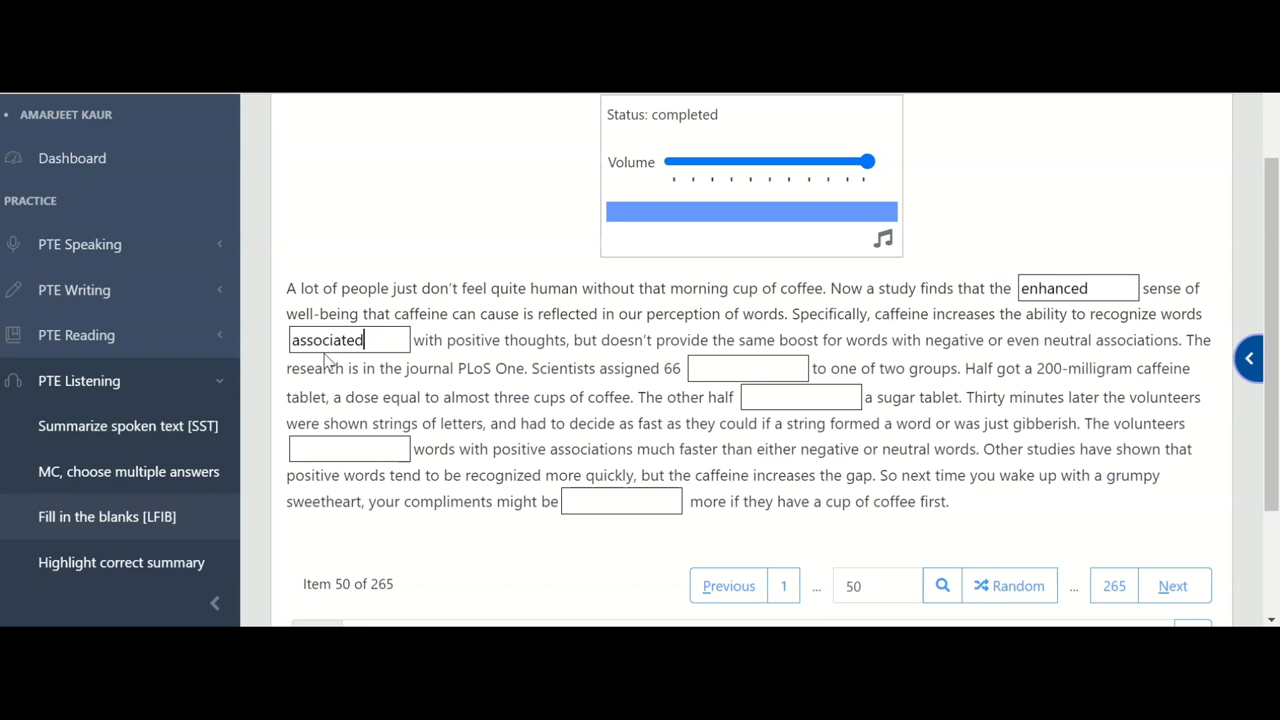 AMARJEET KAUR
Dashboard
PRACTICE
PTE Speaking
PTE Writing
PTE Reading
PTE Listening
Summarize spoken text [SST]
MC, choose multiple answers
Fill in the blanks [LFIB]
Highlight correct summary
Status: completed
Volume
A lot of people just don't feel quite human without that morning cup of coffee. Now a study finds that the enhanced sense of
well-being that caffeine can cause is reflected in our perception of words. Specifically, caffeine increases the ability to recognize words
associated with positive thoughts, but doesn't provide the same boost for words with negative or even neutral associations. The
research is in the journal PLoS One. Scientists assigned 66 to one of two groups. Half got a 200-milligram caffeine
tablet, a dose equal to almost three cups of coffee. The other half a sugar tablet. Thirty minutes later the volunteers
were shown strings of letters, and had to decide as fast as they could if a string formed a word or was just gibberish. The volunteers
words with positive associations much faster than either negative or neutral words. Other studies have shown that
positive words tend to be recognized more quickly, but the caffeine increases the gap. So next time you wake up with a grumpy
sweetheart, your compliments might be more if they have a cup of coffee first.
Item 50 of 265
Previous 1 ... 50 Random ... 265 Next